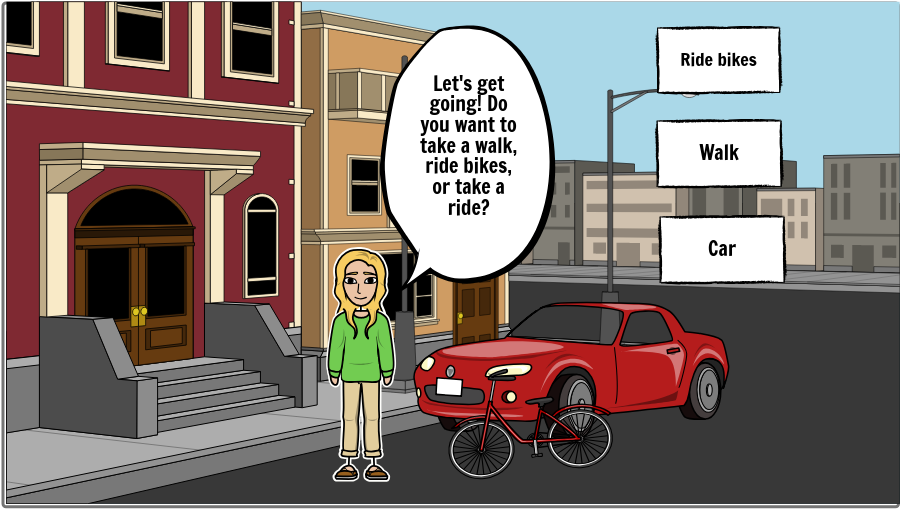 Let's get
going! Do
you want to
take a walk,
ride bikes,
or take a
ride?
Ride bikes
Walk
Car